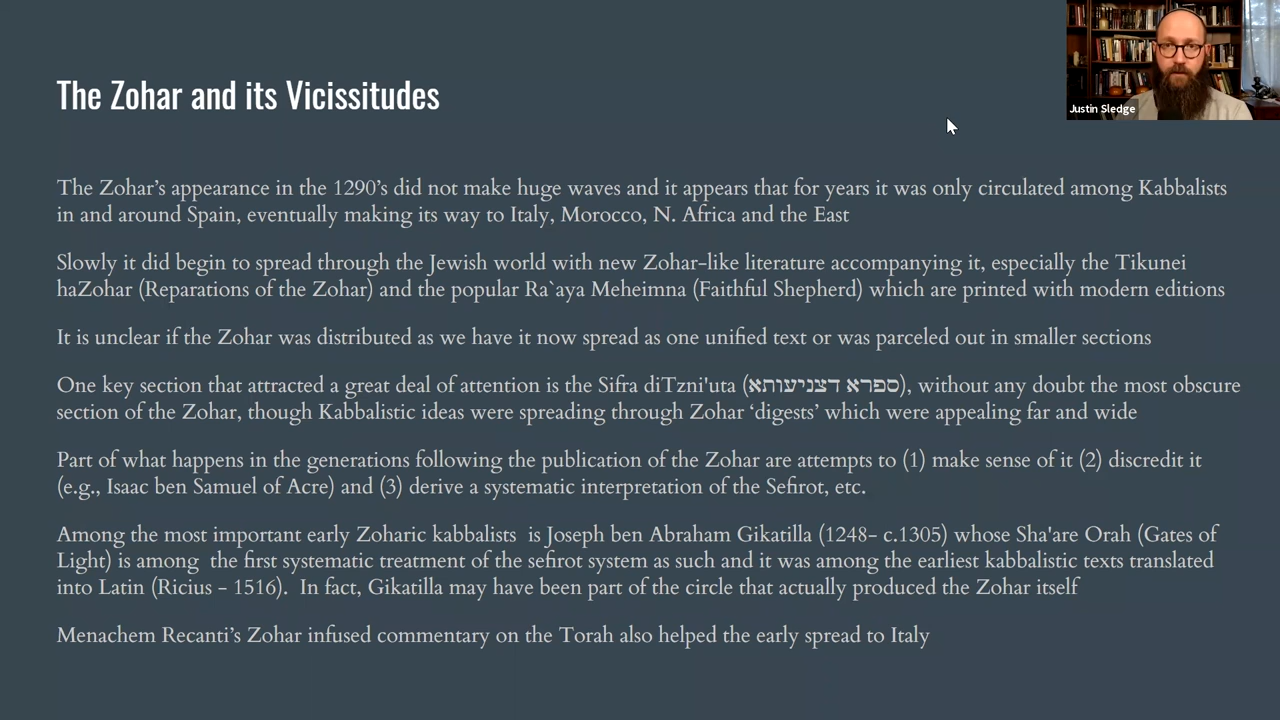 Justin Sledge
The Zohar and its Vicissitudes
The Zohar's appearance in the 1290's did not make huge waves and it appears that for years it was only circulated among Kabbalists
in and around Spain, eventually making its way to Italy, Morocco, N. Africa and the East
Slowly it did begin to spread through the Jewish world with new Zohar-like literature accompanying it, especially the Tikunei
haZohar (Reparations of the Zohar) and the popular Ra`aya Meheimna (Faithful Shepherd) which are printed with modern editions
It is unclear if the Zohar was distributed as we have it now spread as one unified text or was parceled out in smaller sections
One key section that attracted a great deal of attention is the Sifra diTzni'uta (ספרא דצניעותא), without any doubt the most obscure
section of the Zohar, though Kabbalistic ideas were spreading through Zohar ‘digests’ which were appealing far and wide
Part of what happens in the generations following the publication of the Zohar are attempts to (1) make sense of it (2) discredit it
(e.g., Isaac ben Samuel of Acre) and (3) derive a systematic interpretation of the Sefirot, etc.
Among the most important early Zoharic kabbalists is Joseph ben Abraham Gikatilla (1248- c.1305) whose Sha'are Orah (Gates of
Light) is among the first systematic treatment of the sefirot system as such and it was among the earliest kabbalistic texts translated
into Latin (Ricius - 1516). In fact, Gikatilla may have been part of the circle that actually produced the Zohar itself
Menachem Recanti's Zohar infused commentary on the Torah also helped the early spread to Italy